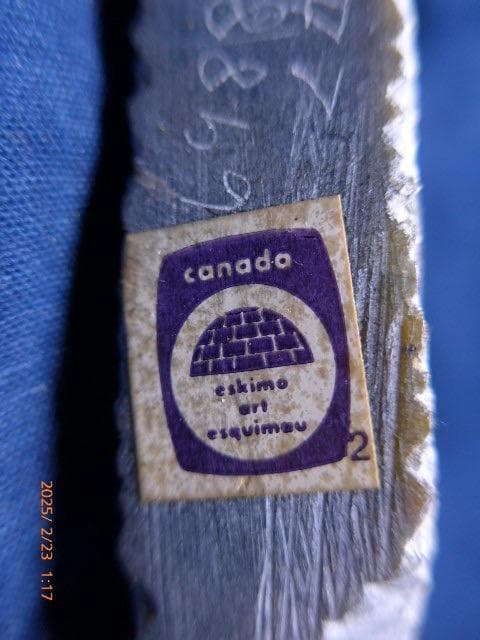 canada
eskimo
art
esquimau
2
2025/ 2/23 1:17